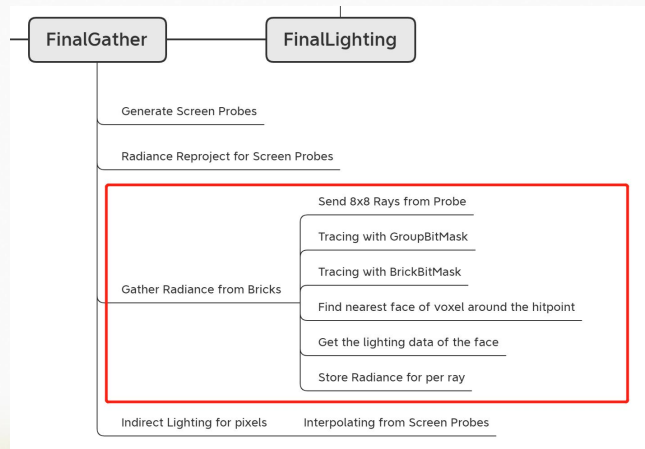 FinalGather
FinalLighting
Generate Screen Probes
Radiance Reproject for Screen Probes
Gather Radiance from Bricks
Send 8x8 Rays from Probe
Tracing with GroupBitMask
Tracing with BrickBitMask
Find nearest face of voxel around the hitpoint
Get the lighting data of the face
Store Radiance for per ray
Indirect Lighting for pixels
Interpolating from Screen Probes